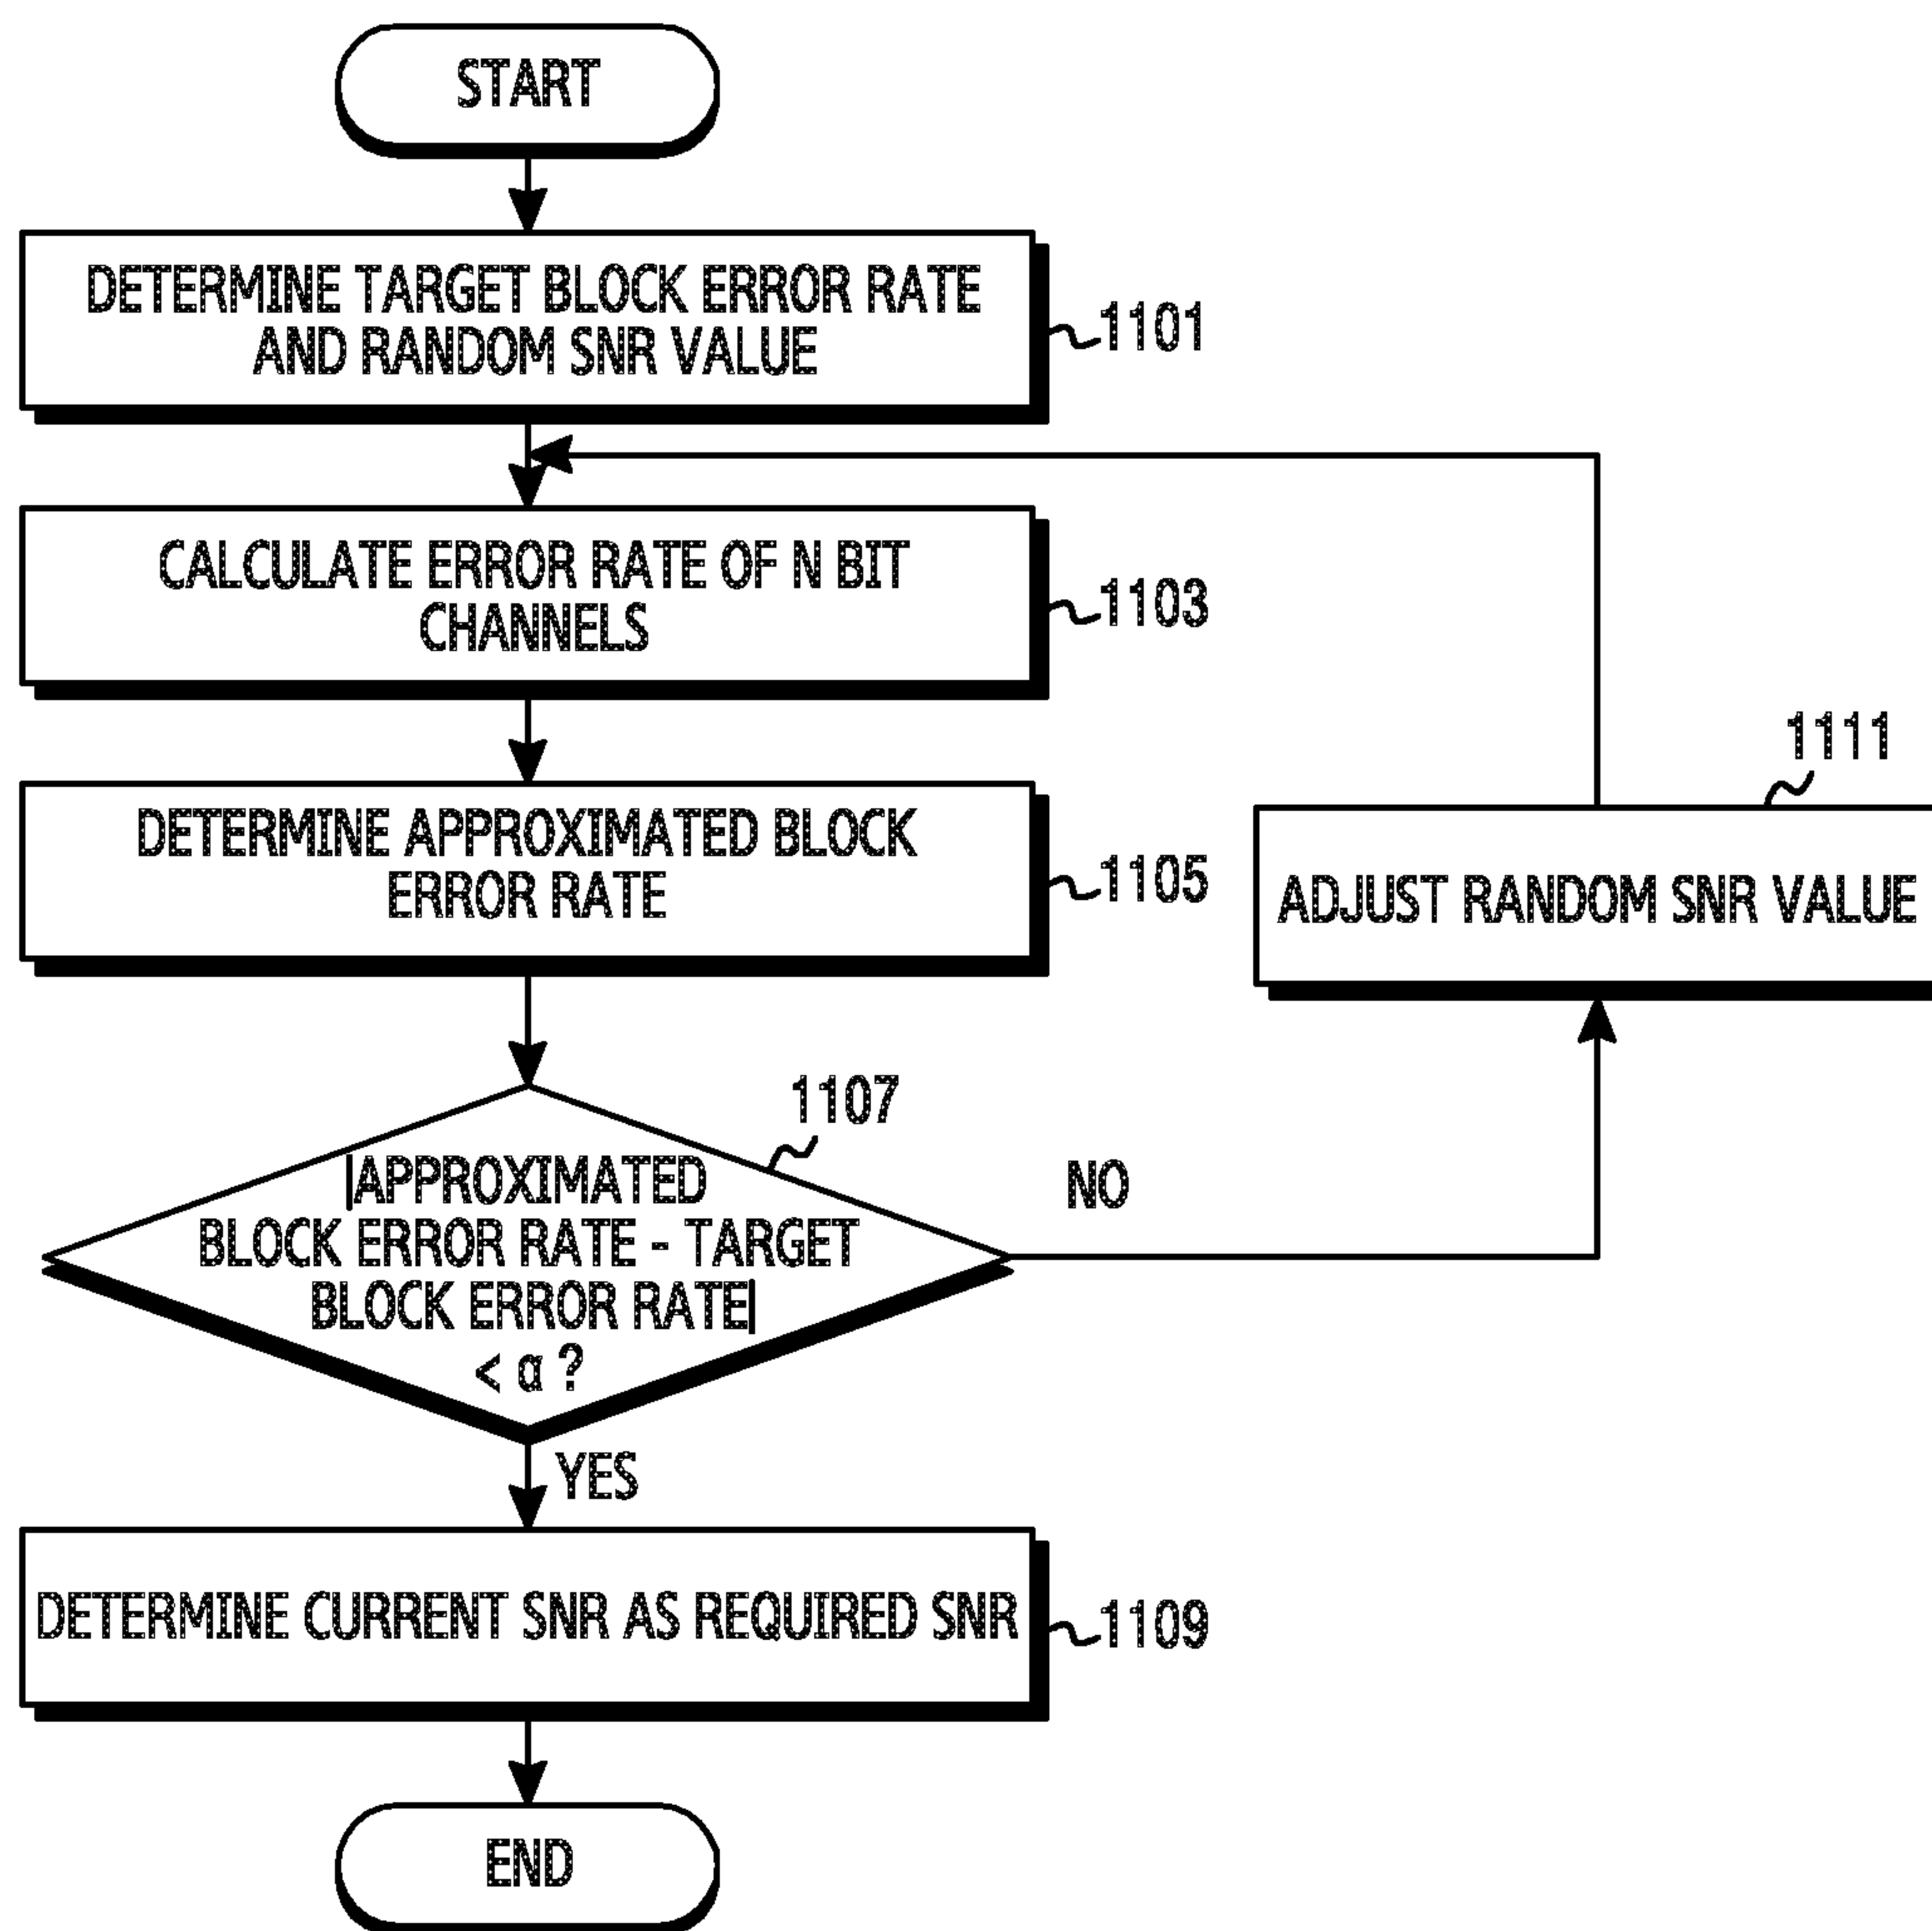 START
DETERMINE TARGET BLOCK ERROR RATE
AND RANDOM SNR VALUE
1101
CALCULATE ERROR RATE OF N BIT
CHANNELS
1103
DETERMINE APPROXIMATED BLOCK
ERROR RATE
1105
1111
ADJUST RANDOM SNR VALUE
1107
|APPROXIMATED
BLOCK ERROR RATE - TARGET
BLOCK ERROR RATE|
< α ?
NO
YES
DETERMINE CURRENT SNR AS REQUIRED SNR
1109
END